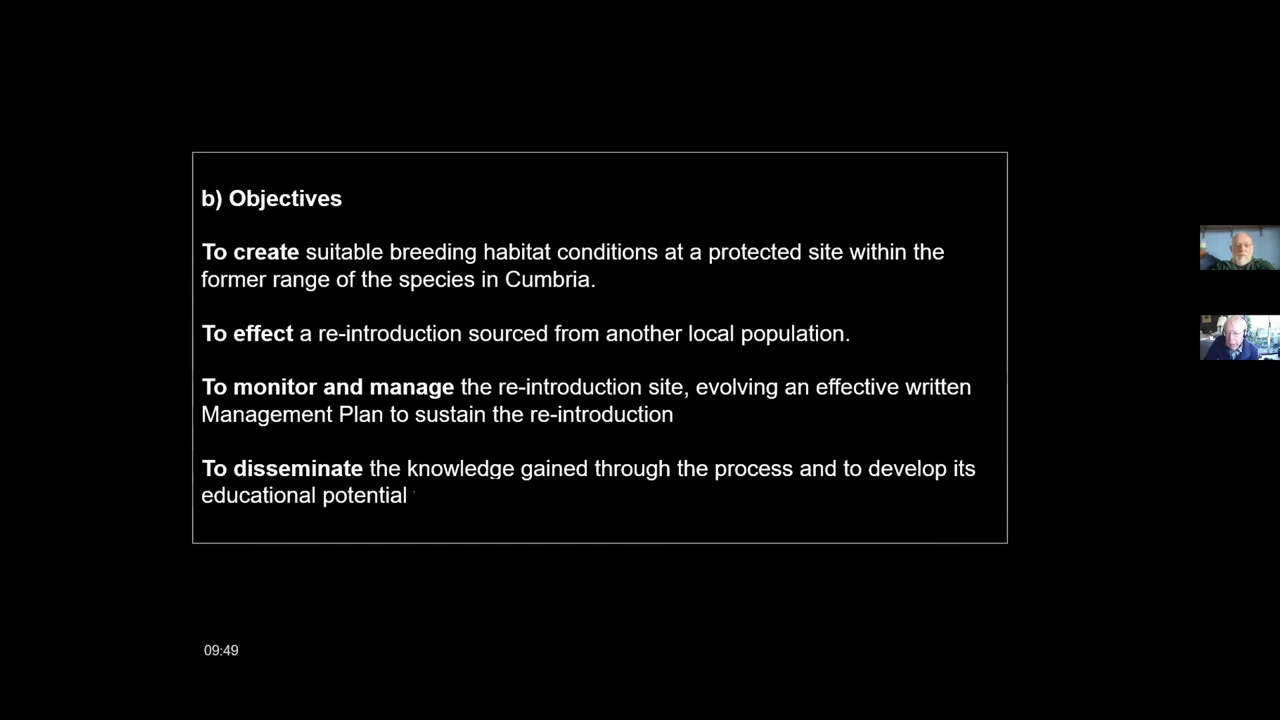 b) Objectives
To create suitable breeding habitat conditions at a protected site within the
former range of the species in Cumbria.
To effect a re-introduction sourced from another local population.
To monitor and manage the re-introduction site, evolving an effective written
Management Plan to sustain the re-introduction
To disseminate the knowledge gained through the process and to develop its
educational potential
09:49